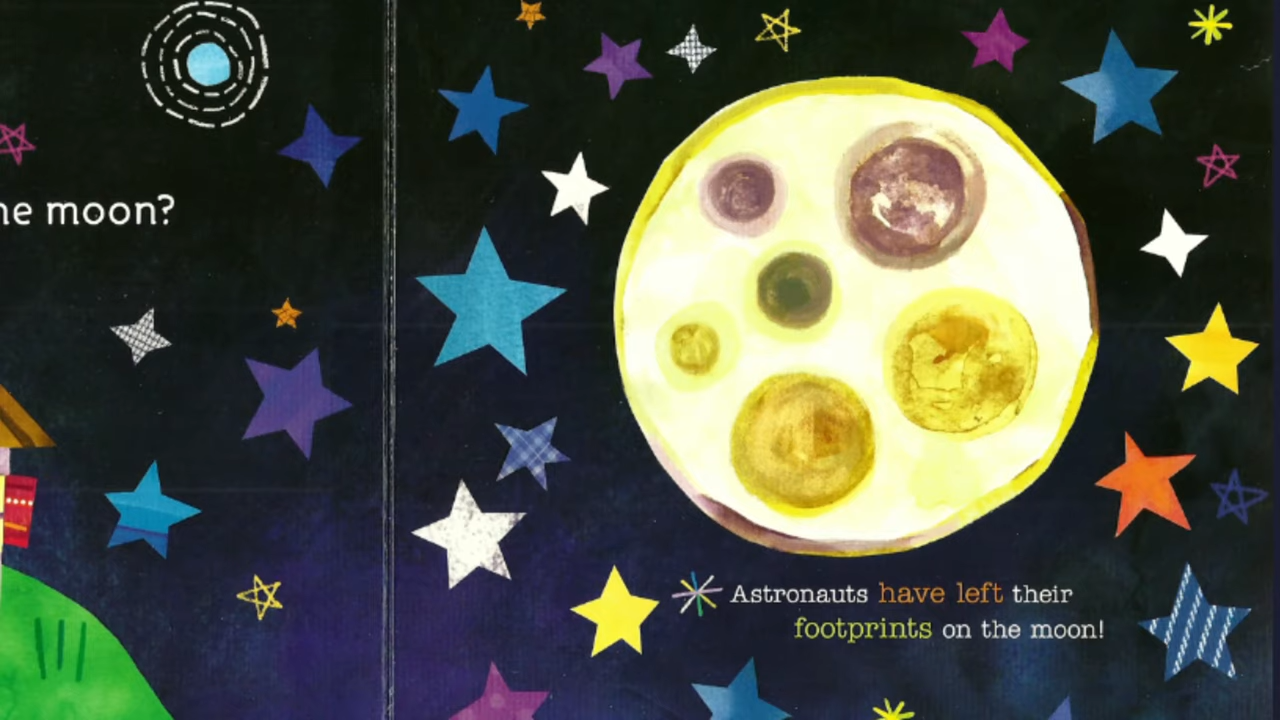 he moon?
Astronauts have left their
footprints on the moon!